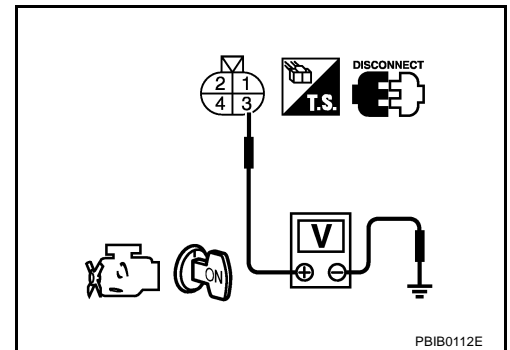 DISCONNECT
2 1
4 3
T.S.
V
ON
+ −
PBIB0112E